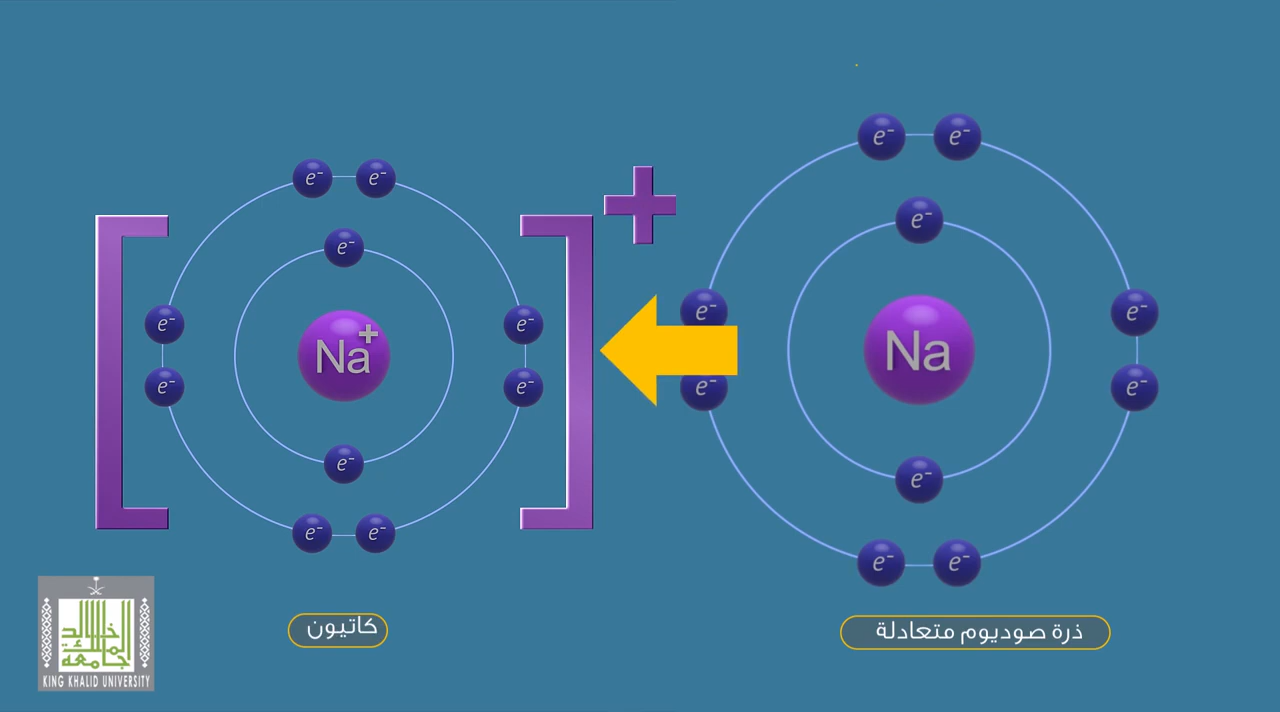 e⁻ e⁻
e⁻
e⁻ e⁻
Na
e⁻ e⁻
e⁻
e⁻ e⁻
ذرة صوديوم متعادلة
+
e⁻ e⁻
e⁻
e⁻ e⁻
Na⁺
e⁻ e⁻
e⁻
e⁻ e⁻
كاتيون
جامعة الملك خالد
KING KHALID UNIVERSITY